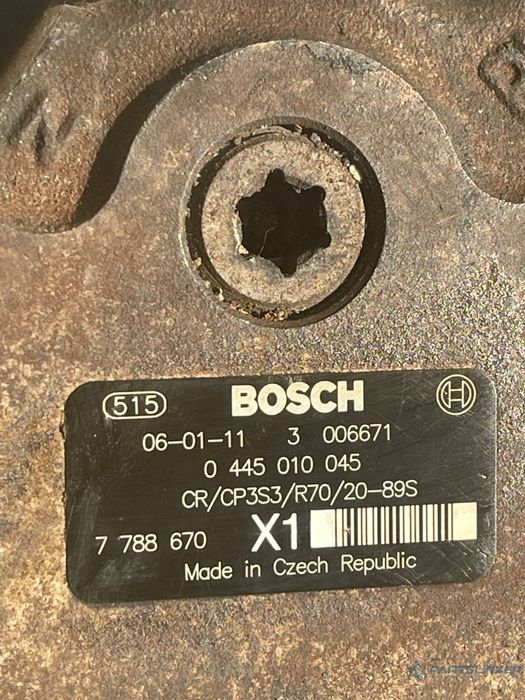 515 BOSCH
06-01-11 3 006671
0 445 010 045
CR/CP3S3/R70/20-89S
7 788 670 X1
Made in Czech Republic